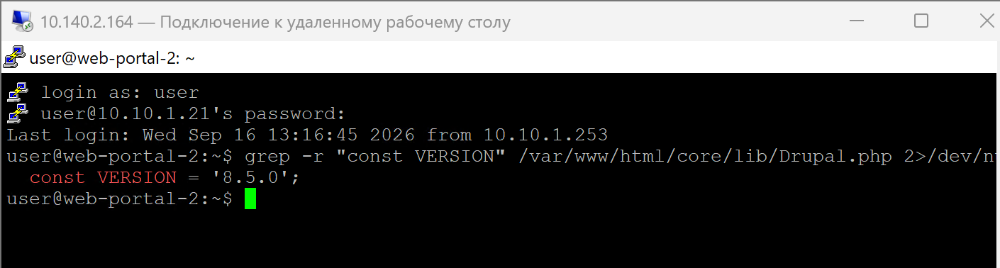 10.140.2.164 — Подключение к удаленному рабочему столу
user@web-portal-2: ~
login as: user
user@10.10.1.21's password:
Last login: Wed Sep 16 13:16:45 2026 from 10.10.1.253
user@web-portal-2:~$ grep -r "const VERSION" /var/www/html/core/lib/Drupal.php 2>/dev/n
const VERSION = '8.5.0';
user@web-portal-2:~$